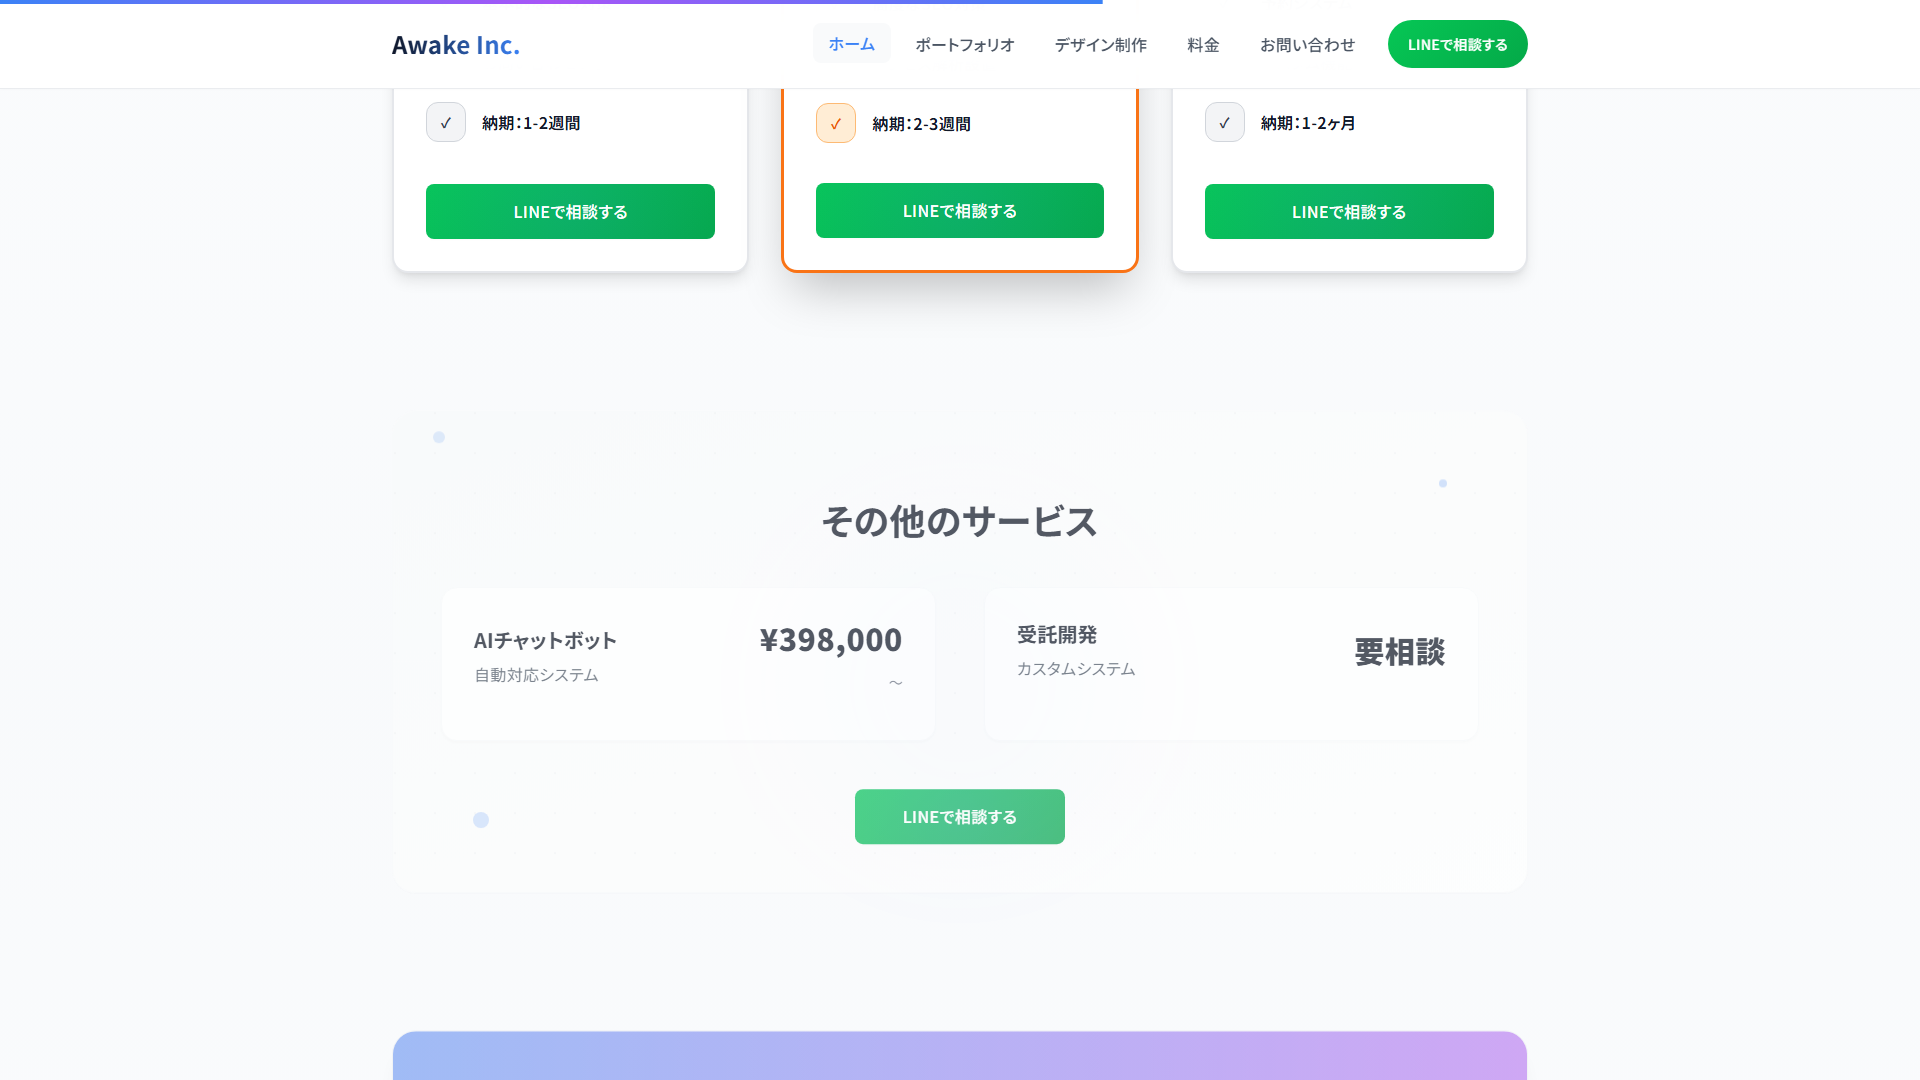 Awake Inc.
ホーム
ポートフォリオ
デザイン制作
料金
お問い合わせ
LINEで相談する
✓ 納期：1-2週間
✓ 納期：2-3週間
✓ 納期：1-2ヶ月
LINEで相談する
LINEで相談する
LINEで相談する
その他のサービス
AIチャットボット
自動対応システム
¥398,000
～
受託開発
カスタムシステム
要相談
LINEで相談する